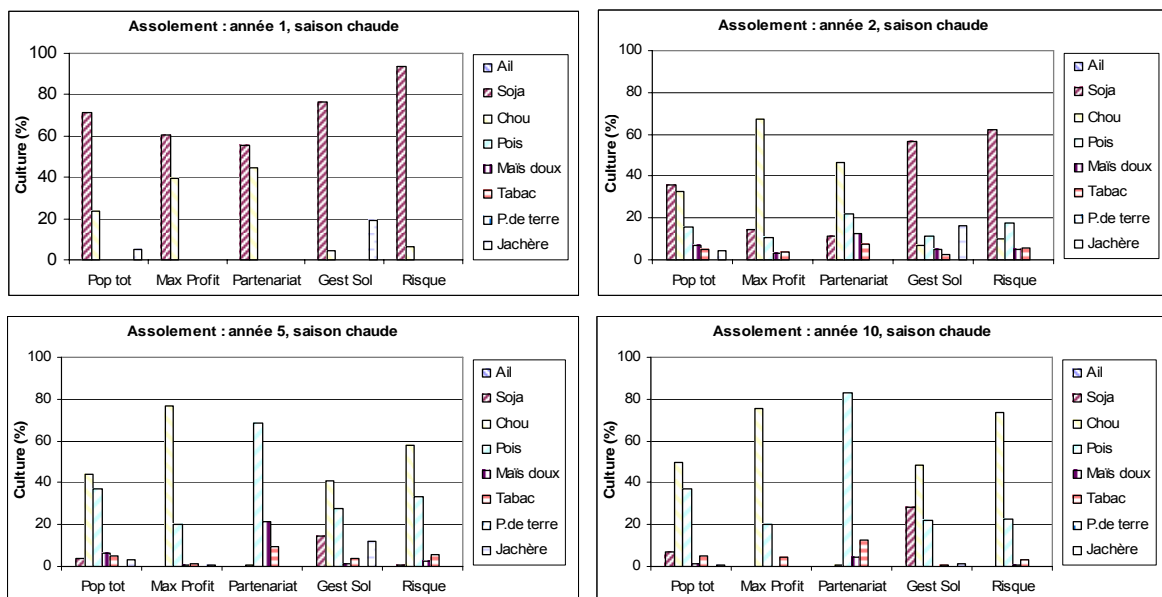 Assolement : année 1, saison chaude
Culture (%)
100
80
60
40
20
0
Pop tot Max Profit Partenariat Gest Sol Risque
Ail
Soja
Chou
Pois
Maïs doux
Tabac
P.de terre
Jachère
Assolement : année 2, saison chaude
Culture (%)
100
80
60
40
20
0
Pop tot Max Profit Partenariat Gest Sol Risque
Ail
Soja
Chou
Pois
Maïs doux
Tabac
P.de terre
Jachère
Assolement : année 5, saison chaude
Culture (%)
100
80
60
40
20
0
Pop tot Max Profit Partenariat Gest Sol Risque
Ail
Soja
Chou
Pois
Maïs doux
Tabac
P.de terre
Jachère
Assolement : année 10, saison chaude
Culture (%)
100
80
60
40
20
0
Pop tot Max Profit Partenariat Gest Sol Risque
Ail
Soja
Chou
Pois
Maïs doux
Tabac
P.de terre
Jachère